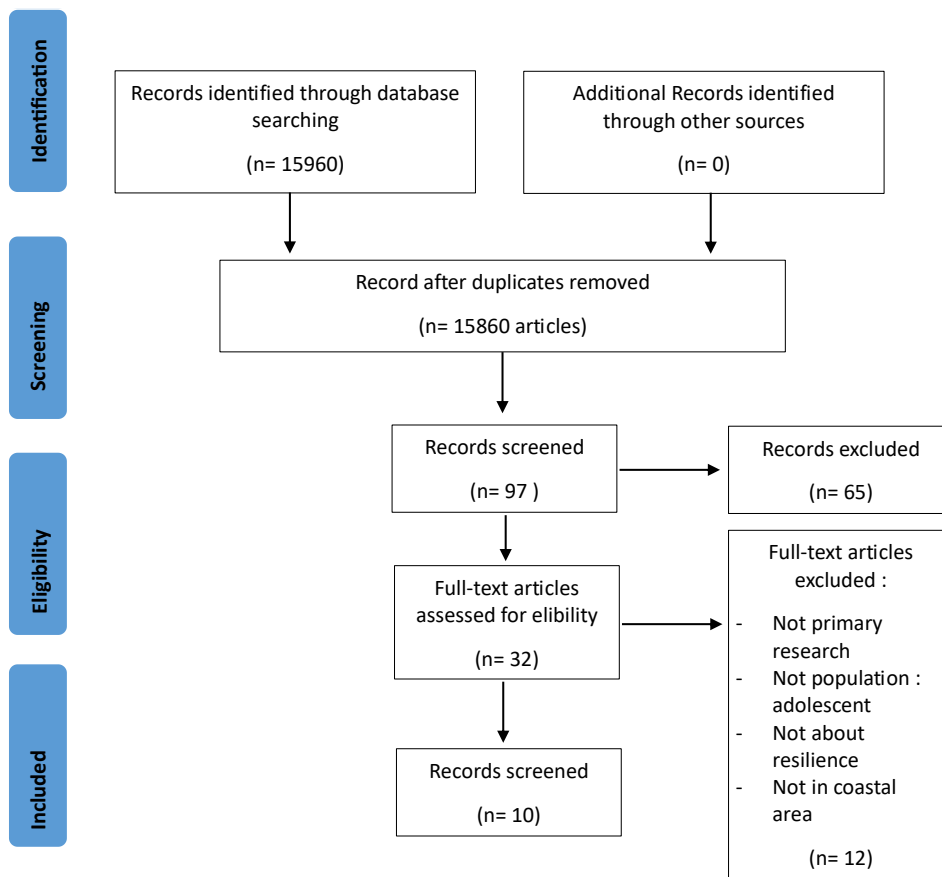 Identification
Records identified through database
searching
(n= 15960)
Additional Records identified
through other sources
(n= 0)
Screening
Record after duplicates removed
(n= 15860 articles)
Records screened
(n= 97 )
Records excluded
(n= 65)
Eligibility
Full-text articles
assessed for elibility
(n= 32)
Full-text articles
excluded :
- Not primary
research
- Not population :
adolescent
- Not about
resilience
- Not in coastal
area
(n= 12)
Included
Records screened
(n= 10)